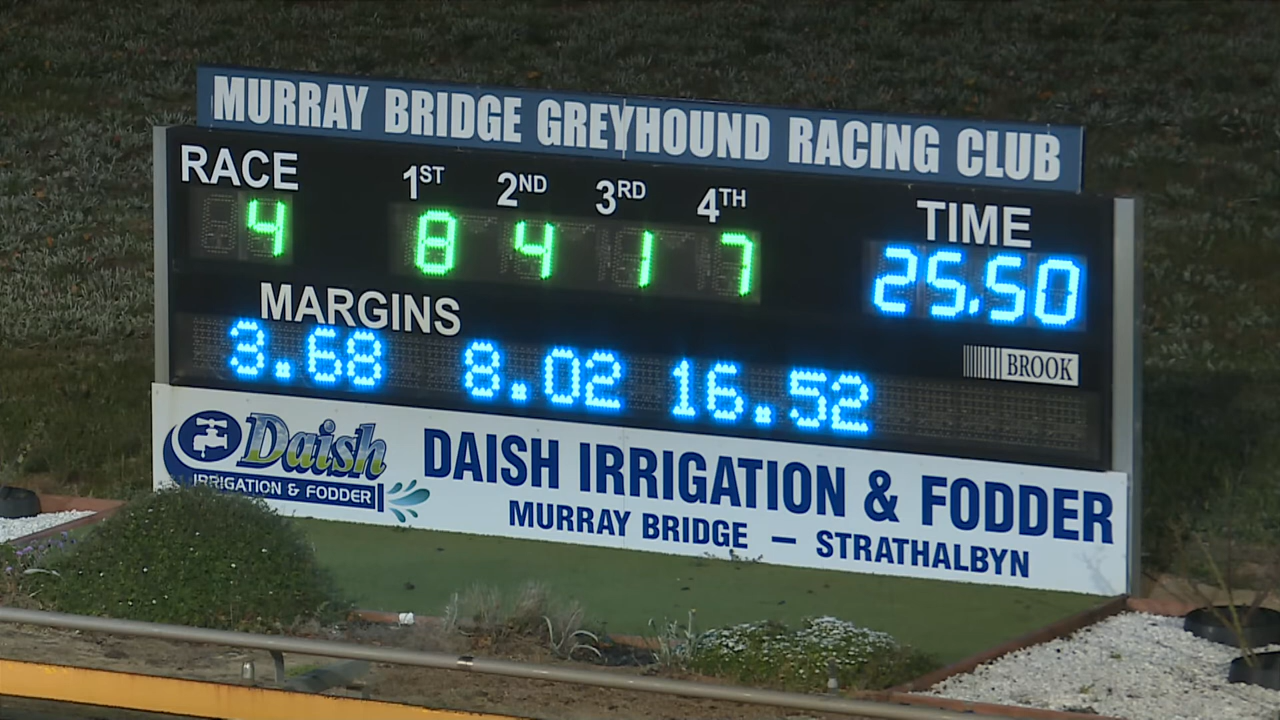 MURRAY BRIDGE GREYHOUND RACING CLUB
RACE 1ST 2ND 3RD 4TH TIME
4 8 4 1 7 25.50
MARGINS
3.68 8.02 16.52
BROOK
Daish
IRRIGATION & FODDER
DAISH IRRIGATION & FODDER
MURRAY BRIDGE – STRATHALBYN